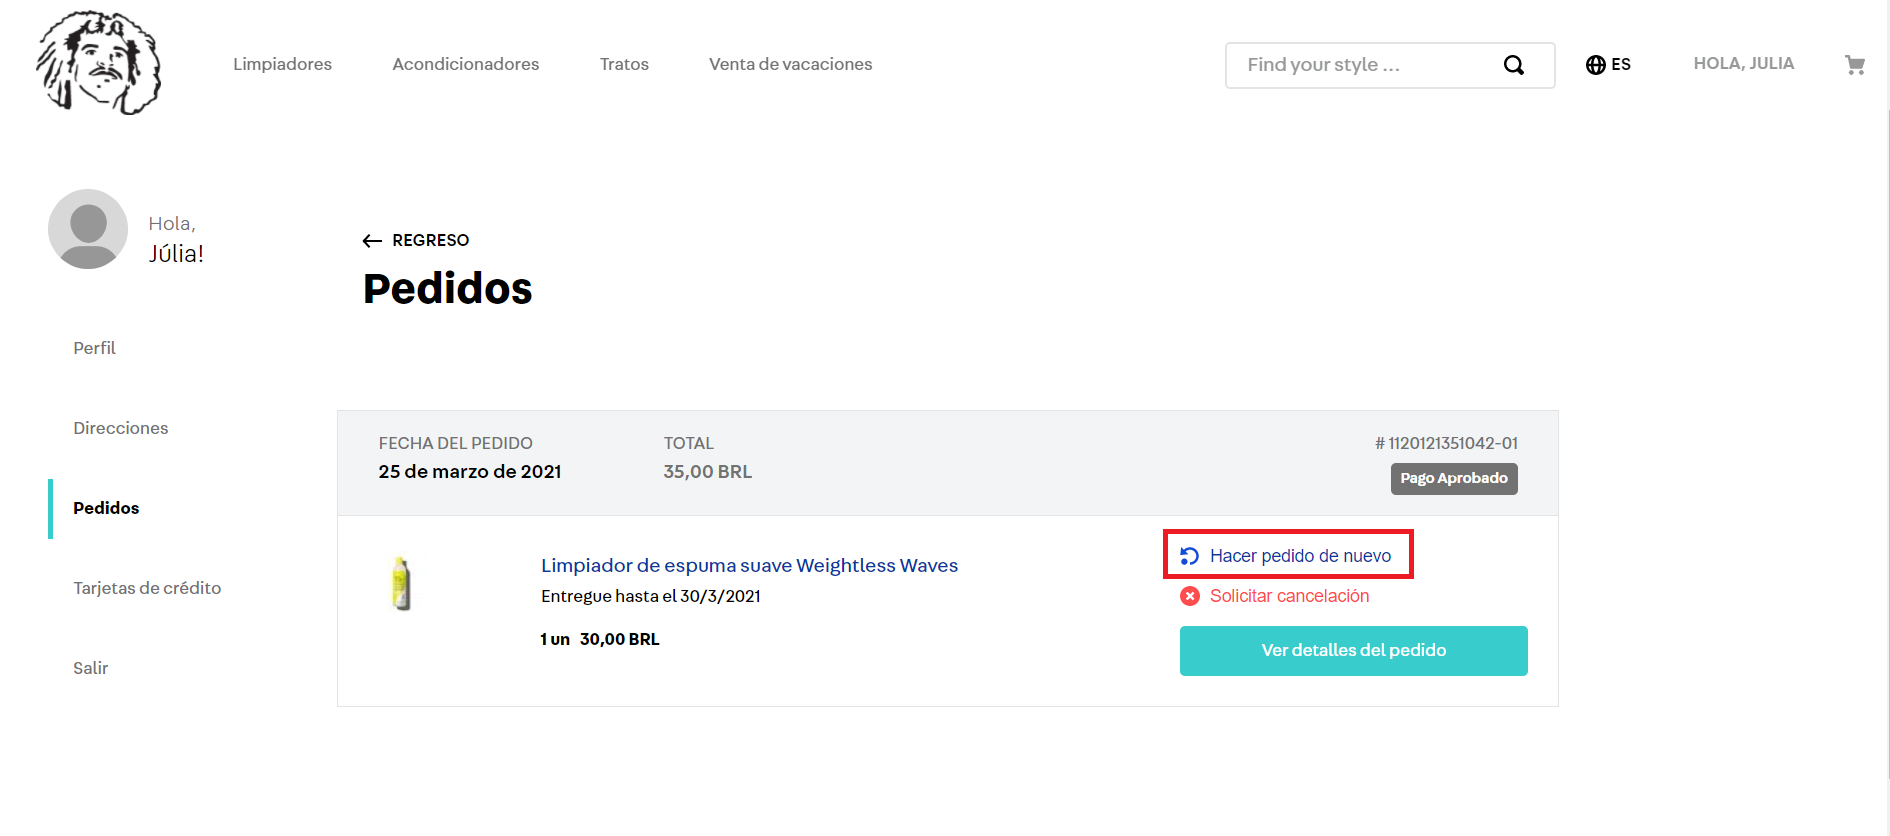 Limpiadores Acondicionadores Tratos Venta de vacaciones Find your style ... ES HOLA, JULIA
Hola,
Júlia!
REGRESO
Pedidos
Perfil
Direcciones
Pedidos
Tarjetas de crédito
Salir
FECHA DEL PEDIDO TOTAL # 1120121351042-01
25 de marzo de 2021 35,00 BRL Pago Aprobado
Limpiador de espuma suave Weightless Waves
Entregue hasta el 30/3/2021
1 un 30,00 BRL
Hacer pedido de nuevo
Solicitar cancelación
Ver detalles del pedido